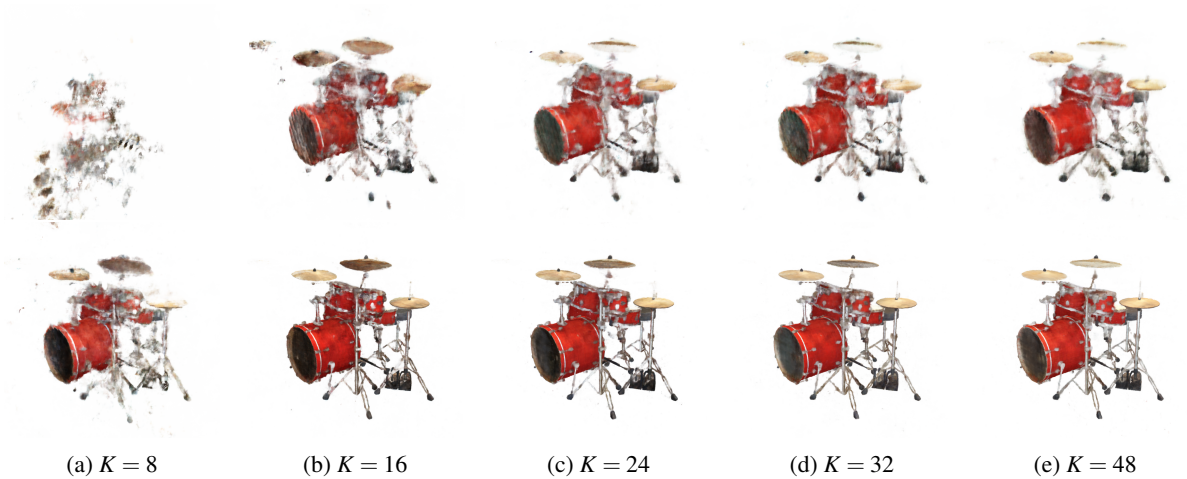 (a) K = 8
(b) K = 16
(c) K = 24
(d) K = 32
(e) K = 48